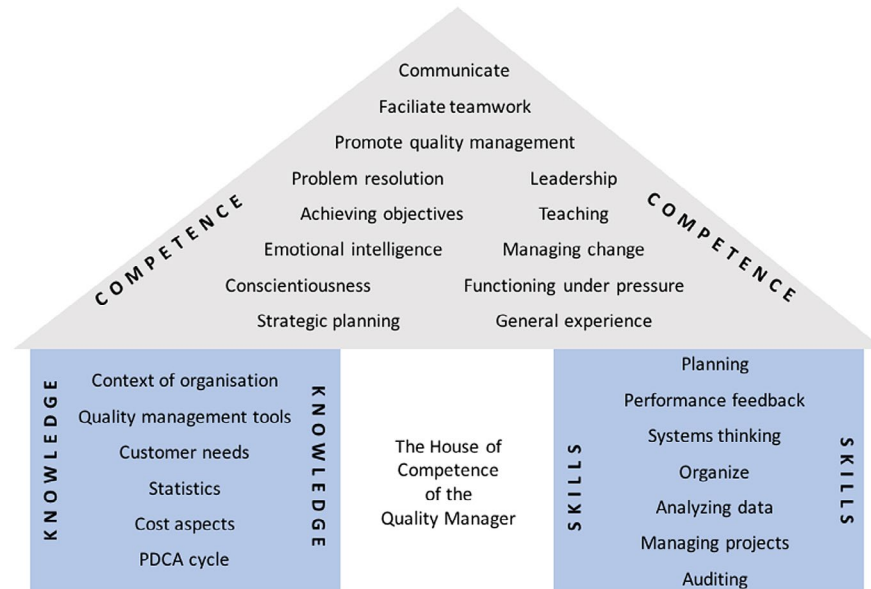 Communicate
Faciliate teamwork
Promote quality management
Problem resolution Leadership
Achieving objectives Teaching
Emotional intelligence Managing change
Conscientiousness Functioning under pressure
Strategic planning General experience
COMPETENCE
COMPETENCE
KNOWLEDGE
Context of organisation
Quality management tools
Customer needs
Statistics
Cost aspects
PDCA cycle
KNOWLEDGE
The House of
Competence
of the
Quality Manager
SKILLS
Planning
Performance feedback
Systems thinking
Organize
Analyzing data
Managing projects
Auditing
SKILLS